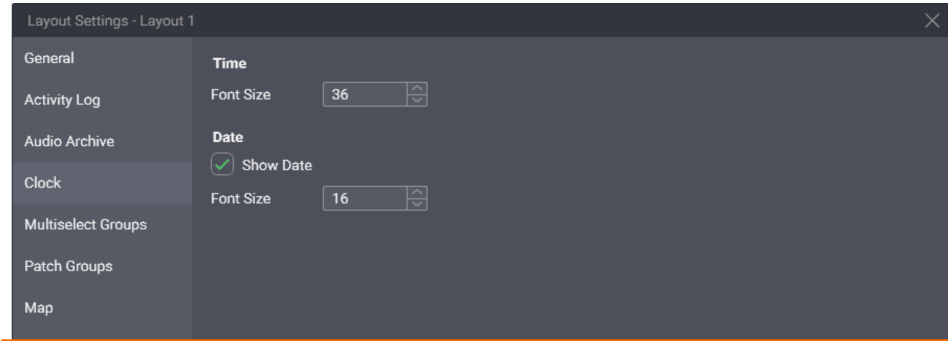 Layout Settings - Layout 1
General
Activity Log
Audio Archive
Clock
Multiselect Groups
Patch Groups
Map
Time
Font Size 36
Date
Show Date
Font Size 16